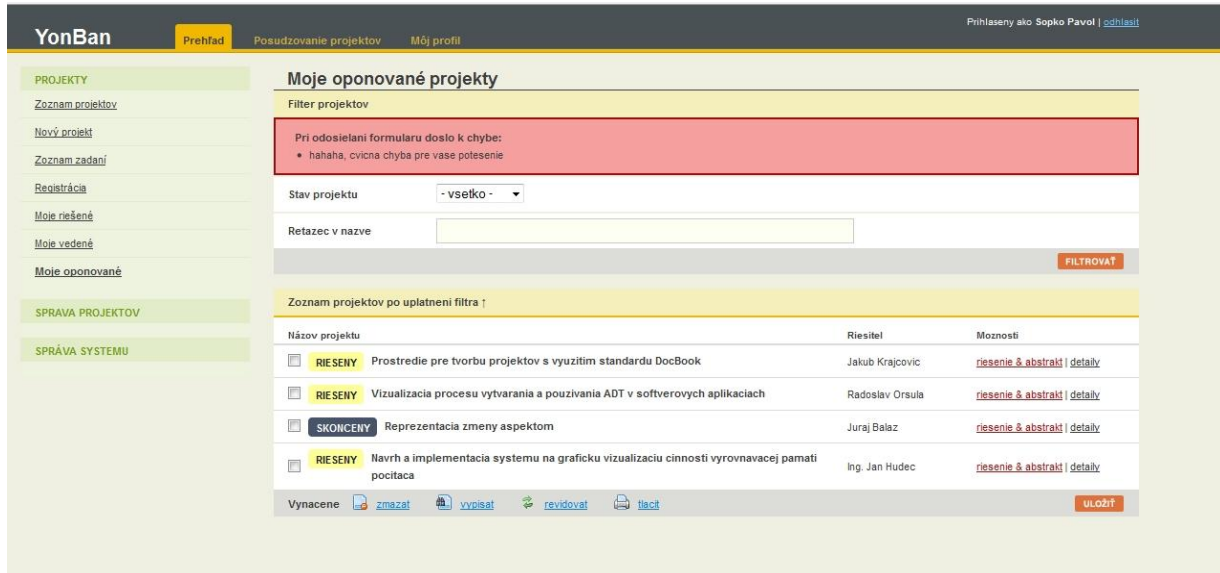 Prihlaseny ako Sopko Pavol | odhlasit
YonBan
Prehľad Posudzovanie projektov Môj profil
PROJEKTY
Zoznam projektov
Nový projekt
Zoznam zadaní
Registrácia
Moje riešené
Moje vedené
Moje oponované
SPRAVA PROJEKTOV
SPRÁVA SYSTEMU
Moje oponované projekty
Filter projektov
Pri odosielani formularu doslo k chybe:
• hahaha, cvicna chyba pre vase potesenie
Stav projektu - vsetko -
Retazec v nazve
FILTROVAŤ
Zoznam projektov po uplatneni filtra ↑
Názov projektu Riesitel Moznosti
RIESENY Prostredie pre tvorbu projektov s vyuzitim standardu DocBook Jakub Krajcovic riesenie & abstrakt | detaily
RIESENY Vizualizacia procesu vytvarania a pouzivania ADT v softverovych aplikaciach Radoslav Orsula riesenie & abstrakt | detaily
SKONCENY Reprezentacia zmeny aspektom Juraj Balaz riesenie & abstrakt | detaily
RIESENY Navrh a implementacia systemu na graficku vizualizaciu cinnosti vyrovnavacej pamati
pocitaca Ing. Jan Hudec riesenie & abstrakt | detaily
Vynacene zmazat vypisat revidovat tlacit ULOŽIŤ